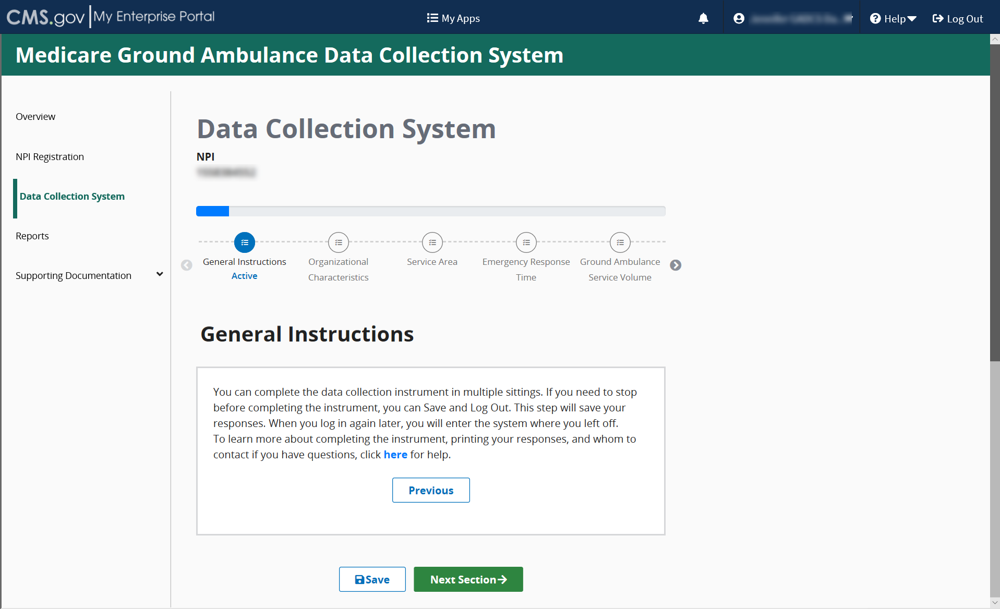 CMS.gov My Enterprise Portal
My Apps
Help
Log Out
Medicare Ground Ambulance Data Collection System
Overview
NPI Registration
Data Collection System
Reports
Supporting Documentation
Data Collection System
NPI
General Instructions
Active
Organizational
Characteristics
Service Area
Emergency Response
Time
Ground Ambulance
Service Volume
General Instructions
You can complete the data collection instrument in multiple sittings. If you need to stop
before completing the instrument, you can Save and Log Out. This step will save your
responses. When you log in again later, you will enter the system where you left off.
To learn more about completing the instrument, printing your responses, and whom to
contact if you have questions, click here for help.
Previous
Save
Next Section